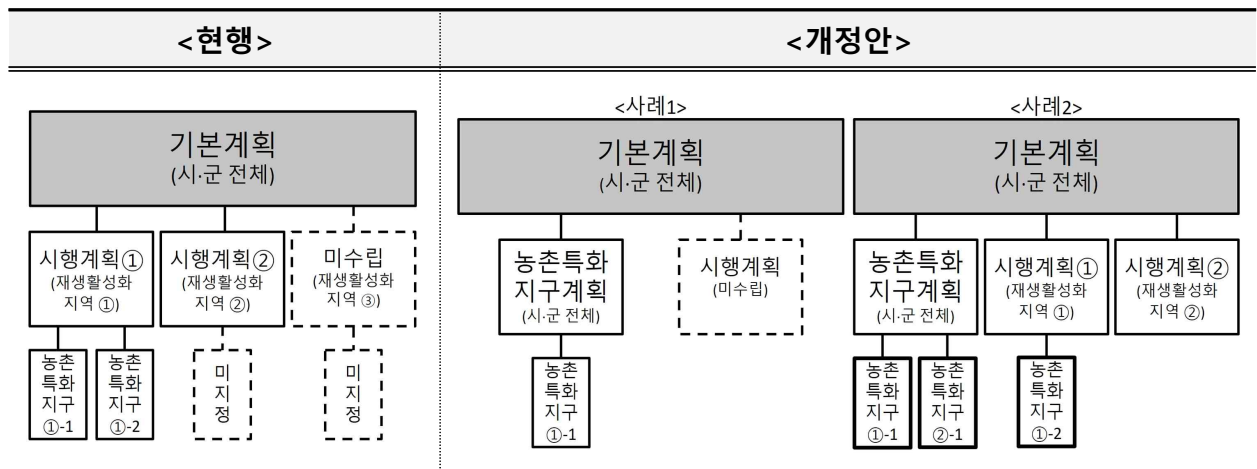 <현행>
<개정안>
기본계획
(시·군 전체)
시행계획①
(재생활성화
지역 ①)
시행계획②
(재생활성화
지역 ②)
미수립
(재생활성화
지역 ③)
농촌
특화
지구
①-1
농촌
특화
지구
①-2
미
지
정
미
지
정
<사례1>
기본계획
(시·군 전체)
농촌특화
지구계획
(시·군 전체)
시행계획
(미수립)
농촌
특화
지구
①-1
<사례2>
기본계획
(시·군 전체)
농촌특화
지구계획
(시·군 전체)
시행계획①
(재생활성화
지역 ①)
시행계획②
(재생활성화
지역 ②)
농촌
특화
지구
①-1
농촌
특화
지구
②-1
농촌
특화
지구
①-2